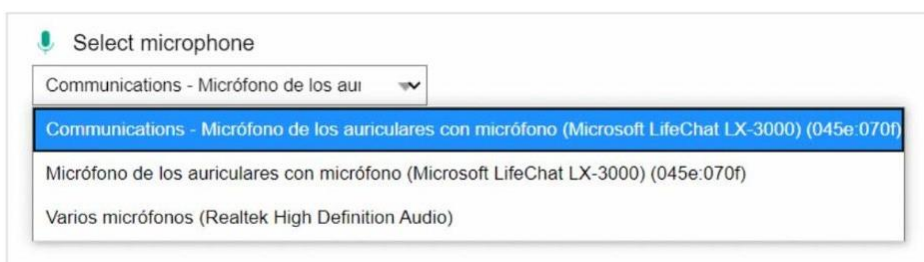 Select microphone
Communications - Micrófono de los aur
Communications - Micrófono de los auriculares con micrófono (Microsoft LifeChat LX-3000) (045e:070f)
Micrófono de los auriculares con micrófono (Microsoft LifeChat LX-3000) (045e:070f)
Varios micrófonos (Realtek High Definition Audio)